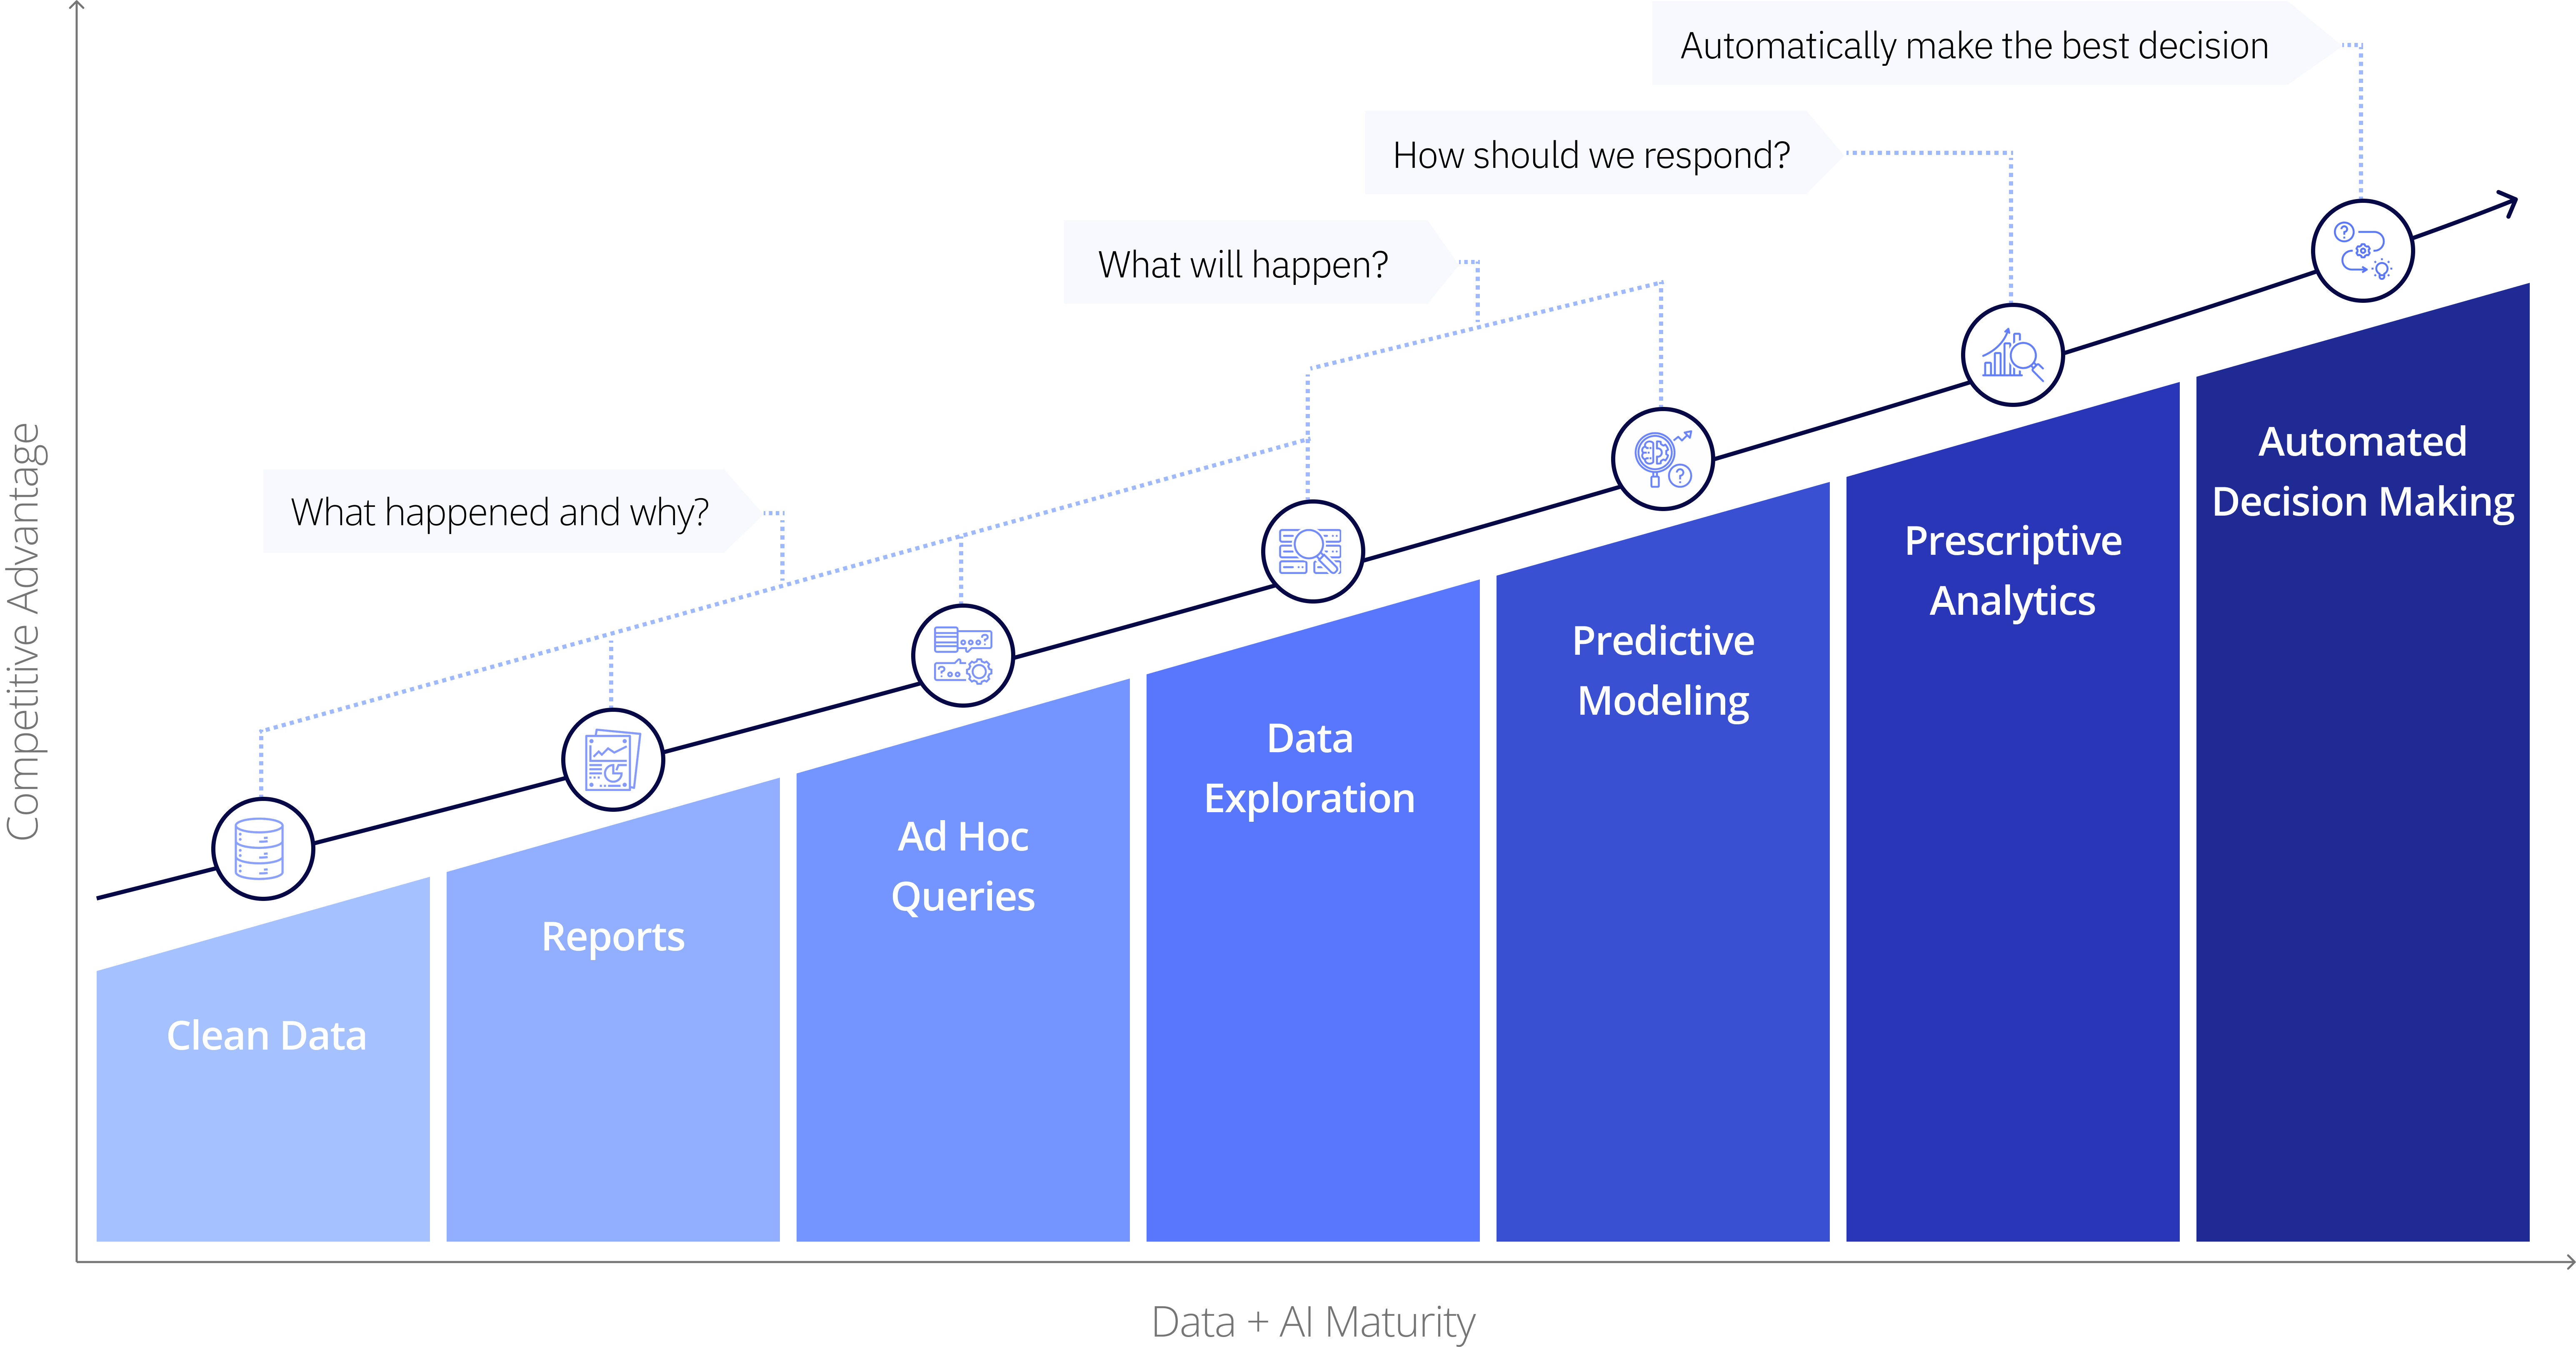 Automatically make the best decision
How should we respond?
What will happen?
What happened and why?
Competitive Advantage
Clean Data
Reports
Ad Hoc
Queries
Data
Exploration
Predictive
Modeling
Prescriptive
Analytics
Automated
Decision Making
Data + AI Maturity